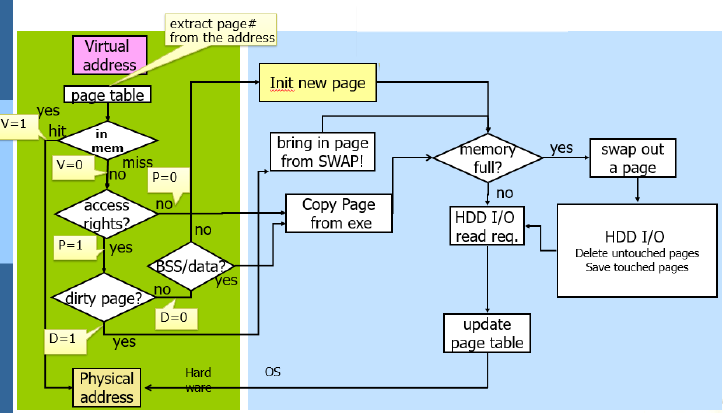 extract page#
from the address
Virtual
address
page table
yes
V=1
hit
in
mem
miss
V=0
no
P=0
access
rights?
no
P=1
yes
no
BSS/data?
yes
dirty page?
no
D=0
D=1
yes
Physical
address
Hard
ware
OS
Init new page
bring in page
from SWAP!
Copy Page
from exe
memory
full?
yes
no
swap out
a page
HDD I/O
read req.
HDD I/O
Delete untouched pages
Save touched pages
update
page table